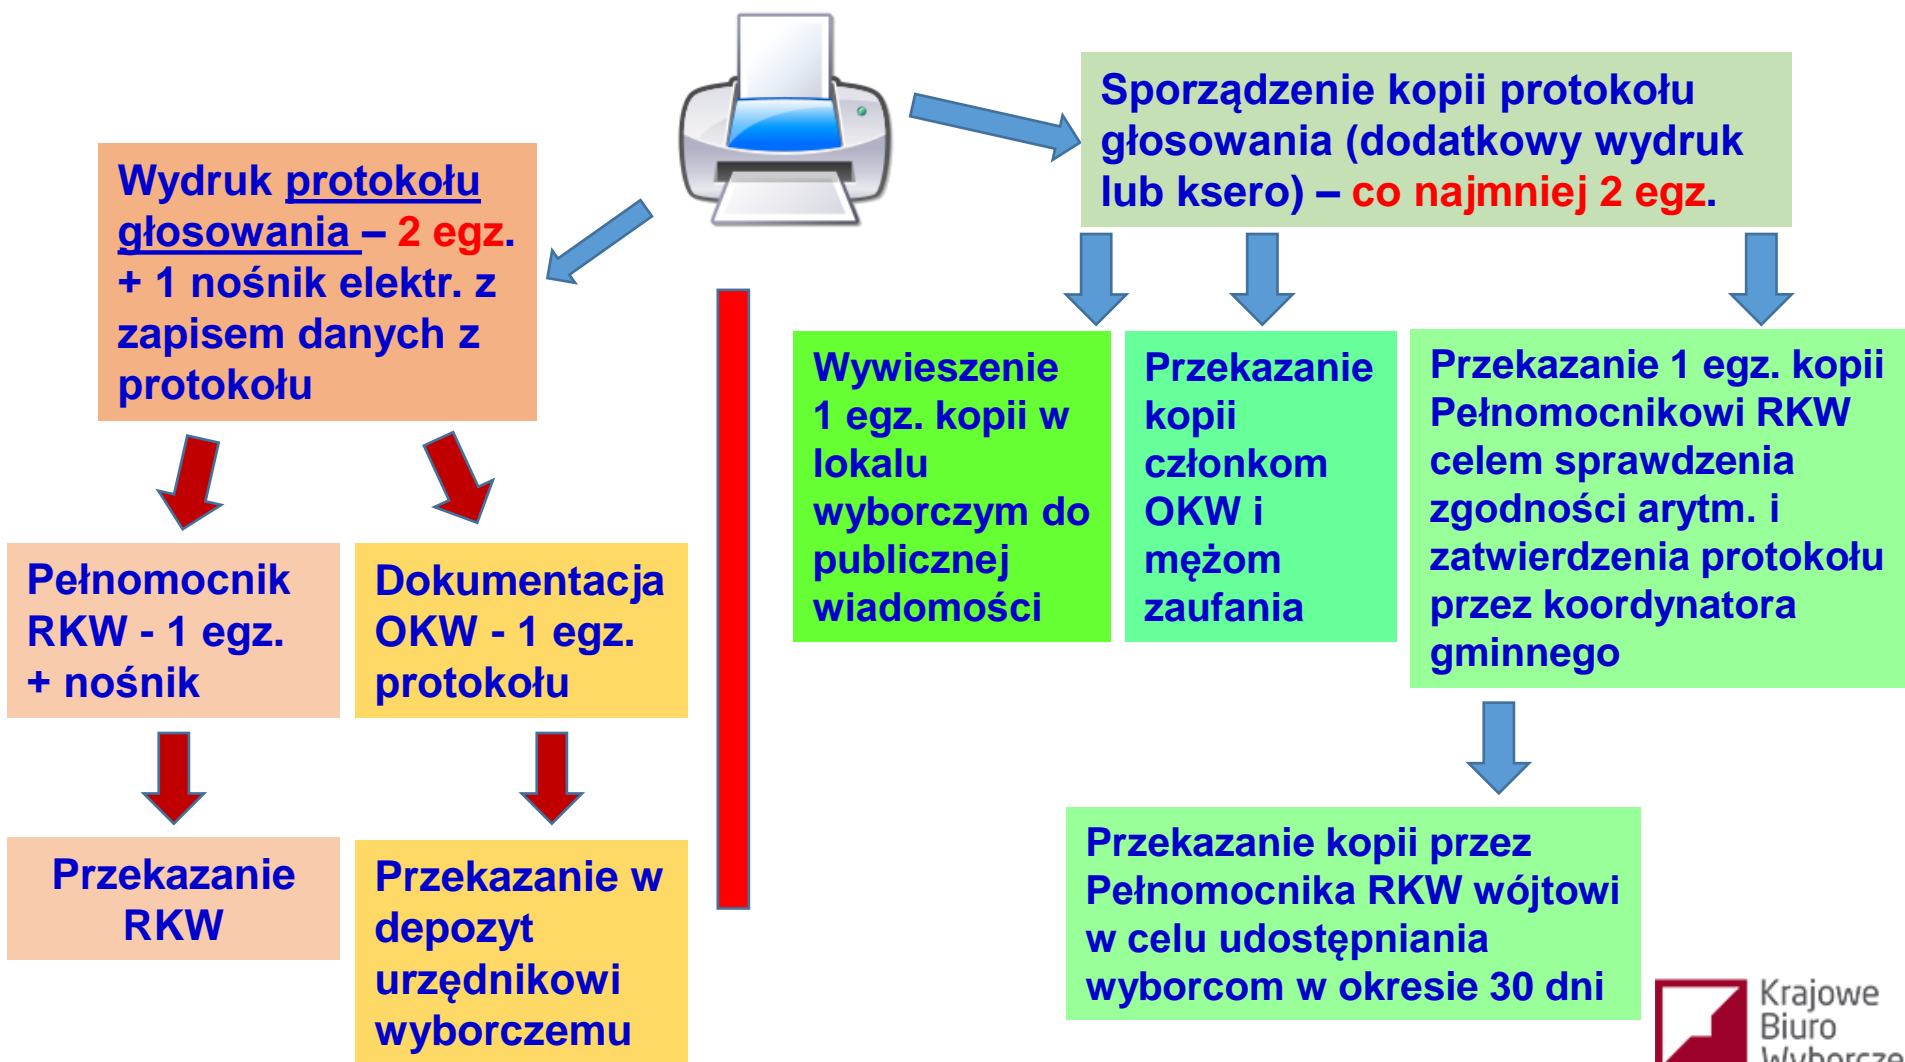 Wydruk protokołu
głosowania – 2 egz.
+ 1 nośnik elektr. z
zapisem danych z
protokołu
Sporządzenie kopii protokołu
głosowania (dodatkowy wydruk
lub ksero) – co najmniej 2 egz.
Pełnomocnik
RKW - 1 egz.
+ nośnik
Dokumentacja
OKW - 1 egz.
protokołu
Przekazanie
RKW
Przekazanie w
depozyt
urzędnikowi
wyborczemu
Wywieszenie
1 egz. kopii w
lokalu
wyborczym do
publicznej
wiadomości
Przekazanie
kopii
członkom
OKW i
mężom
zaufania
Przekazanie 1 egz. kopii
Pełnomocnikowi RKW
celem sprawdzenia
zgodności arytm. i
zatwierdzenia protokołu
przez koordynatora
gminnego
Przekazanie kopii przez
Pełnomocnika RKW wójtowi
w celu udostępniania
wyborcom w okresie 30 dni
Krajowe
Biuro
Wyborcze